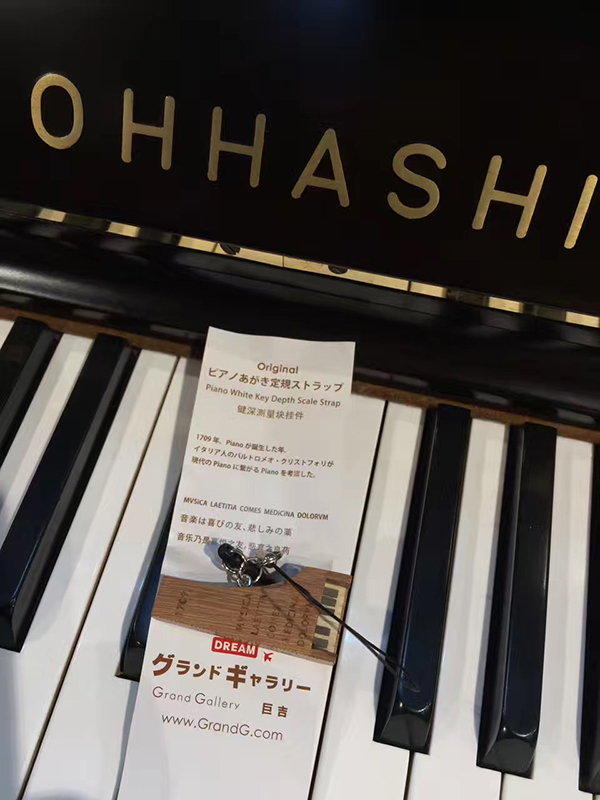 OHHASHI
Original
ピアノあがき定規ストラップ
Piano White Key Depth Scale Strap
键深测量块挂件
1709 年、Piano が誕生した年。
イタリア人のバルトロメオ・クリストフォリが
現代の Piano に繋がる Piano を考案した。
MVSICA LAETITIA COMES MEDICINA DOLORVM
音楽は喜びの友、悲しみの薬
音乐乃是
1709
MVSICA
LAETITIA
MEDICINA
DOLORVM
DREAM
グランドギャラリー
Grand Gallery 巨吉
www.GrandG.com